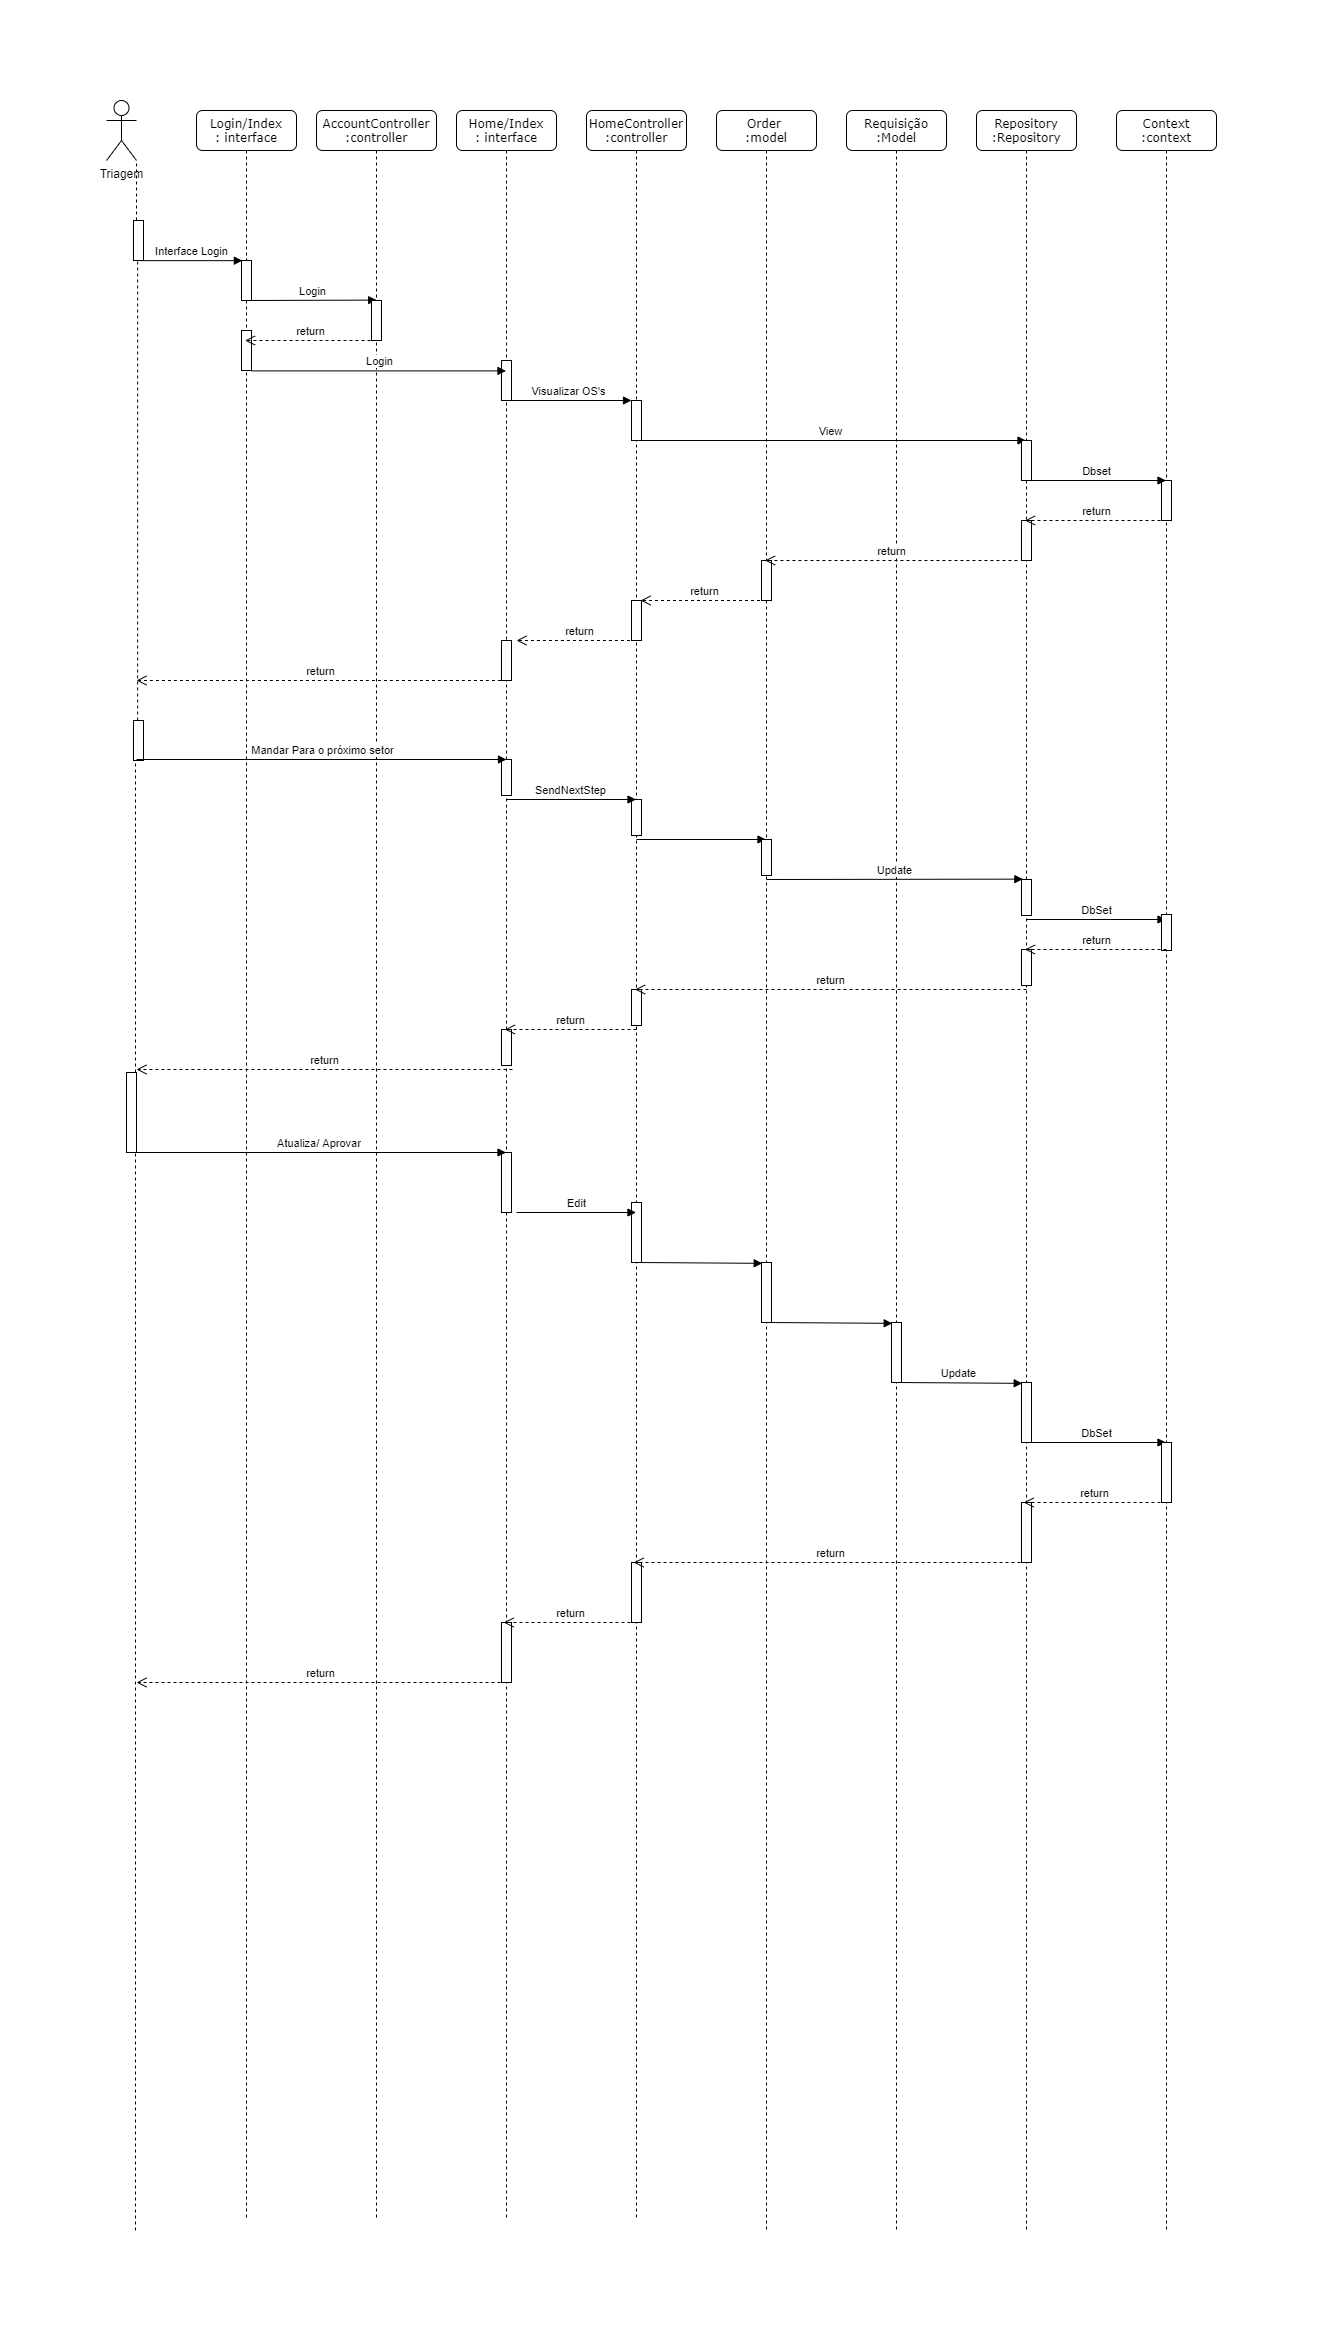 Triagem
Login/Index
: interface
AccountController
:controller
Home/Index
: interface
HomeController
:controller
Order
:model
Requisição
:Model
Repository
:Repository
Context
:context
Interface Login
Login
return
Login
Visualizar OS's
View
Dbset
return
return
return
return
return
Mandar Para o próximo setor
SendNextStep
Update
DbSet
return
return
return
return
Atualiza/ Aprovar
Edit
Update
DbSet
return
return
return
return